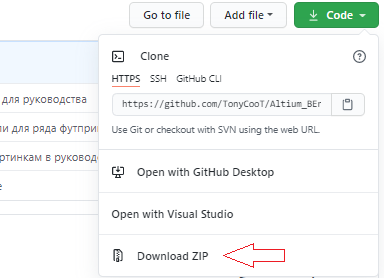 Go to file
Add file
Code
Clone
HTTPS SSH GitHub CLI
для руководства
https://github.com/TonyCooT/Altium_BEr
ли для ряда футпри
Use Git or checkout with SVN using the web URL.
ртинкам в руковод
Open with GitHub Desktop
е
Open with Visual Studio
Download ZIP